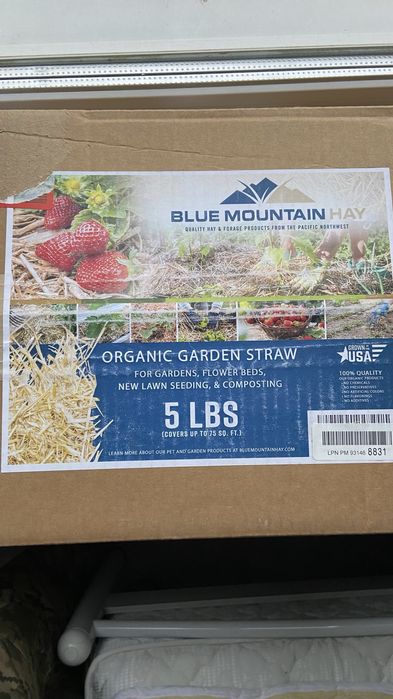 BLUE MOUNTAIN HAY
QUALITY HAY & FORAGE PRODUCTS FROM THE PACIFIC NORTHWEST
ORGANIC GARDEN STRAW
FOR GARDENS, FLOWER BEDS,
NEW LAWN SEEDING, & COMPOSTING
5 LBS
(COVERS UP TO 75 SQ. FT.)
LEARN MORE ABOUT OUR PET AND GARDEN PRODUCTS AT BLUEMOUNTAINHAY.COM
GROWN IN
USA
100% QUALITY
OUR ORGANIC PRODUCTS
NO CHEMICALS
NO PRESERVATIVES
NO ARTIFICIAL COLORS
NO FLAVORINGS
NO ADDITIVES
LPN PM 93146 8831